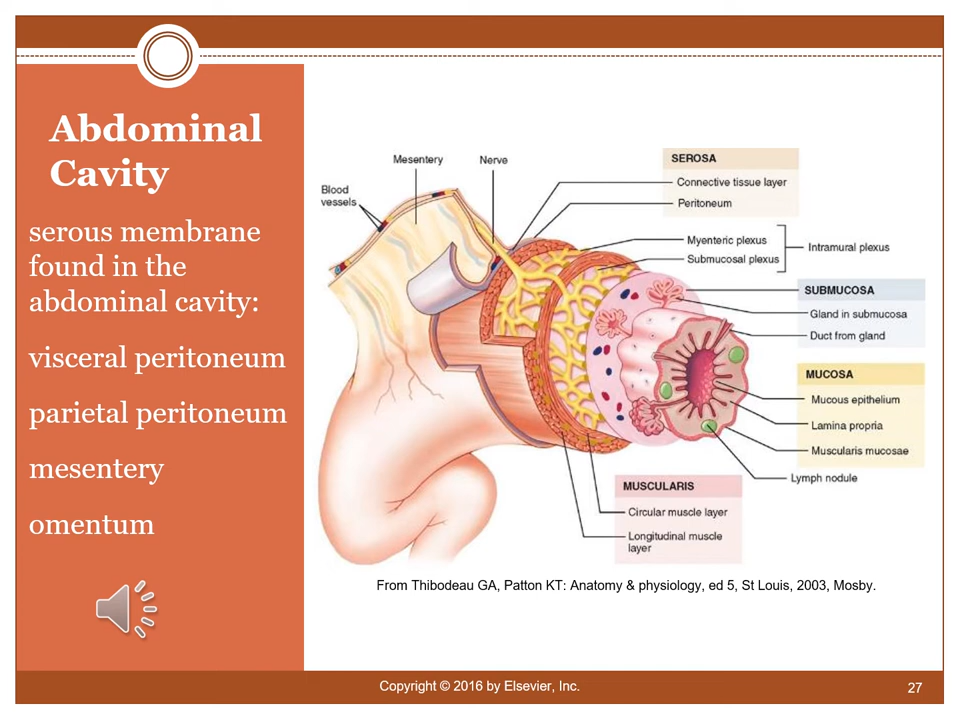 Abdominal
Cavity
serous membrane
found in the
abdominal cavity:
visceral peritoneum
parietal peritoneum
mesentery
omentum
Mesentery
Nerve
Blood
vessels
SEROSA
Connective tissue layer
Peritoneum
Myenteric plexus
Submucosal plexus
Intramural plexus
SUBMUCOSA
Gland in submucosa
Duct from gland
MUCOSA
Mucous epithelium
Lamina propria
Muscularis mucosae
Lymph nodule
MUSCULARIS
Circular muscle layer
Longitudinal muscle
layer
From Thibodeau GA, Patton KT: Anatomy & physiology, ed 5, St Louis, 2003, Mosby.
Copyright © 2016 by Elsevier, Inc.
27